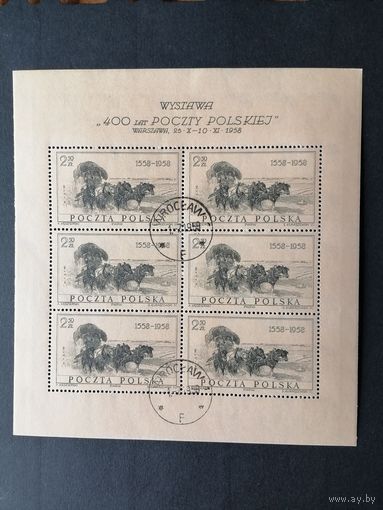 WYSTAWA
„400 LAT POCZTY POLSKIEJ"
WARSZAWA, 25·X—10·XI·1958
2.50 ZŁ 1558-1958
POCZTA POLSKA
2.50 ZŁ 1558-1958
POCZTA POLSKA
2.50 ZŁ 1558-1958
POCZTA POLSKA
2.50 ZŁ 1558-1958
POCZTA POLSKA
2.50 ZŁ 1558-1958
POCZTA POLSKA
2.50 ZŁ 1558-1958
POCZTA POLSKA
WROCŁAW
F
WROCŁAW
F
www.ay.by